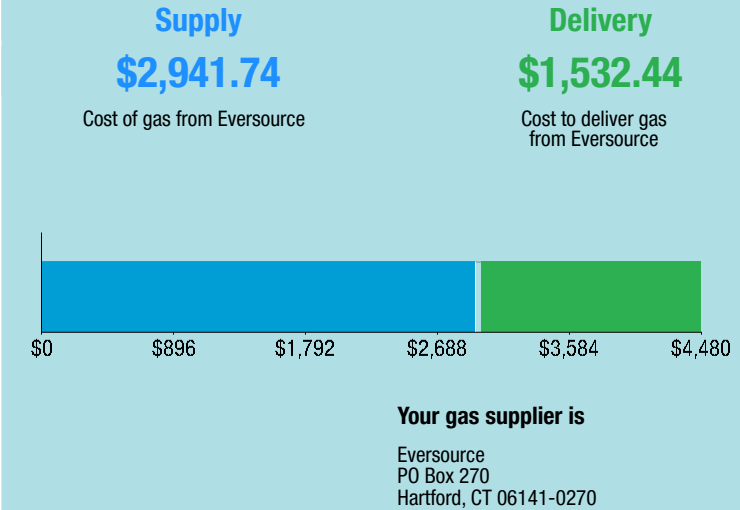 Supply
$2,941.74
Cost of gas from Eversource
Delivery
$1,532.44
Cost to deliver gas
from Eversource
$0 $896 $1,792 $2,688 $3,584 $4,480
Your gas supplier is
Eversource
PO Box 270
Hartford, CT 06141-0270